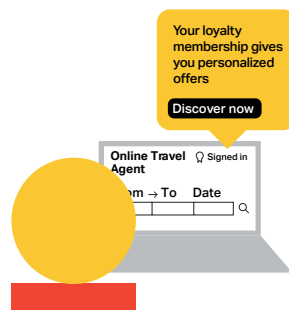 Your loyalty
membership gives
you personalized
offers
Discover now
Online Travel
Agent
Signed in
om → To Date